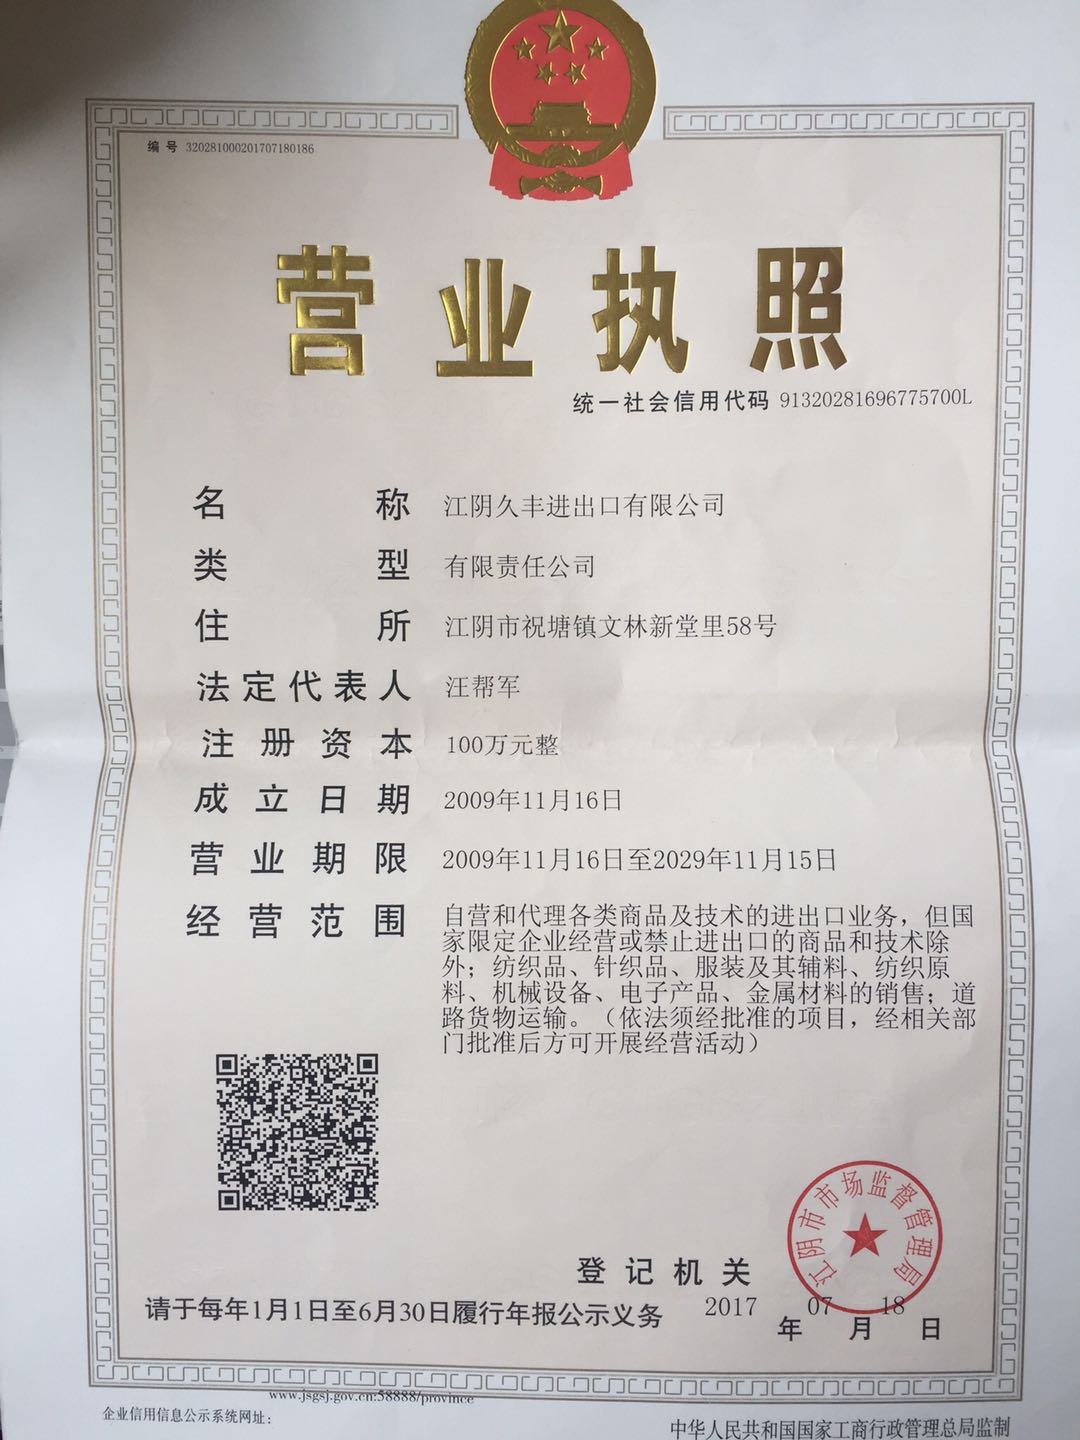 编号 320281000201707180186
营业执照
统一社会信用代码 91320281696775700L
名称 江阴久丰进出口有限公司
类型 有限责任公司
住所 江阴市祝塘镇文林新堂里58号
法定代表人 汪帮军
注册资本 100万元整
成立日期 2009年11月16日
营业期限 2009年11月16日至2029年11月15日
经营范围 自营和代理各类商品及技术的进出口业务，但国
家限定企业经营或禁止进出口的商品和技术除
外；纺织品、针织品、服装及其辅料、纺织原
料、机械设备、电子产品、金属材料的销售；道
路货物运输。（依法须经批准的项目，经相关部
门批准后方可开展经营活动）
江阴市市场监督管理局
登记机关
请于每年1月1日至6月30日履行年报公示义务
2017年07月18日
www.jsgsj.gov.cn:58888/province
企业信用信息公示系统网址：
中华人民共和国国家工商行政管理总局监制